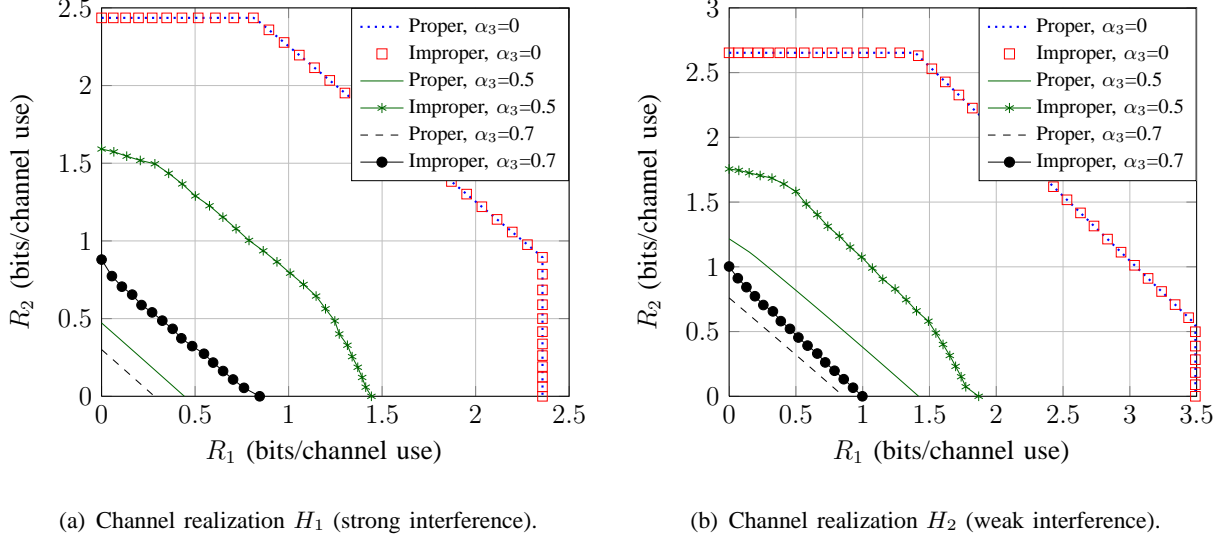 2.5
2
1.5
1
0.5
0
0
0.5
1
1.5
2
2.5
R2 (bits/channel use)
R1 (bits/channel use)
Proper, α3=0
Improper, α3=0
Proper, α3=0.5
Improper, α3=0.5
Proper, α3=0.7
Improper, α3=0.7
(a) Channel realization H1 (strong interference).
3
2.5
2
1.5
1
0.5
0
0
0.5
1
1.5
2
2.5
3
3.5
R2 (bits/channel use)
R1 (bits/channel use)
Proper, α3=0
Improper, α3=0
Proper, α3=0.5
Improper, α3=0.5
Proper, α3=0.7
Improper, α3=0.7
(b) Channel realization H2 (weak interference).